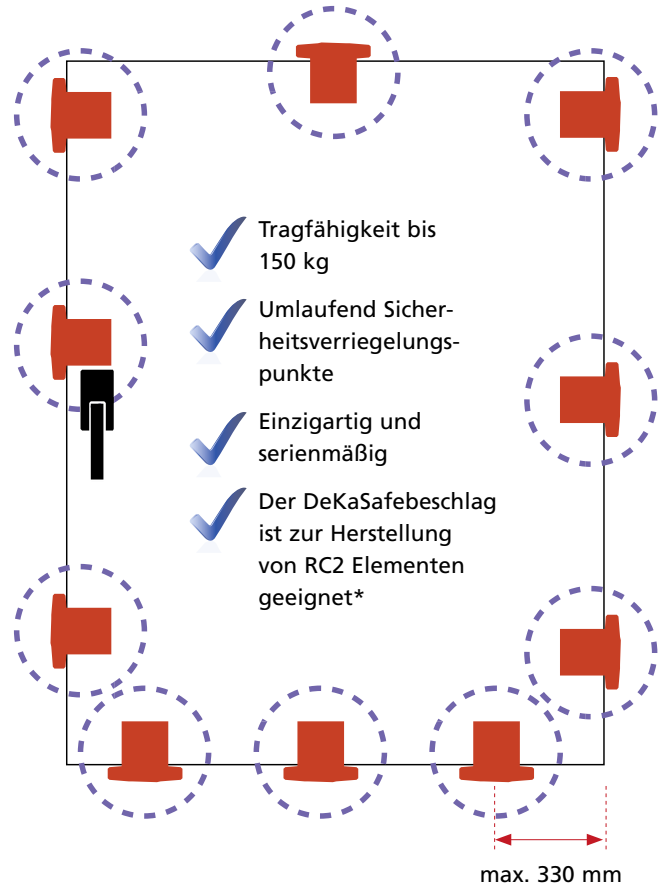 Tragfähigkeit bis
150 kg
Umlaufend Sicher-
heitsverriegelungs-
punkte
Einzigartig und
serienmäßig
Der DeKaSafebeschlag
ist zur Herstellung
von RC2 Elementen
geeignet*
max. 330 mm